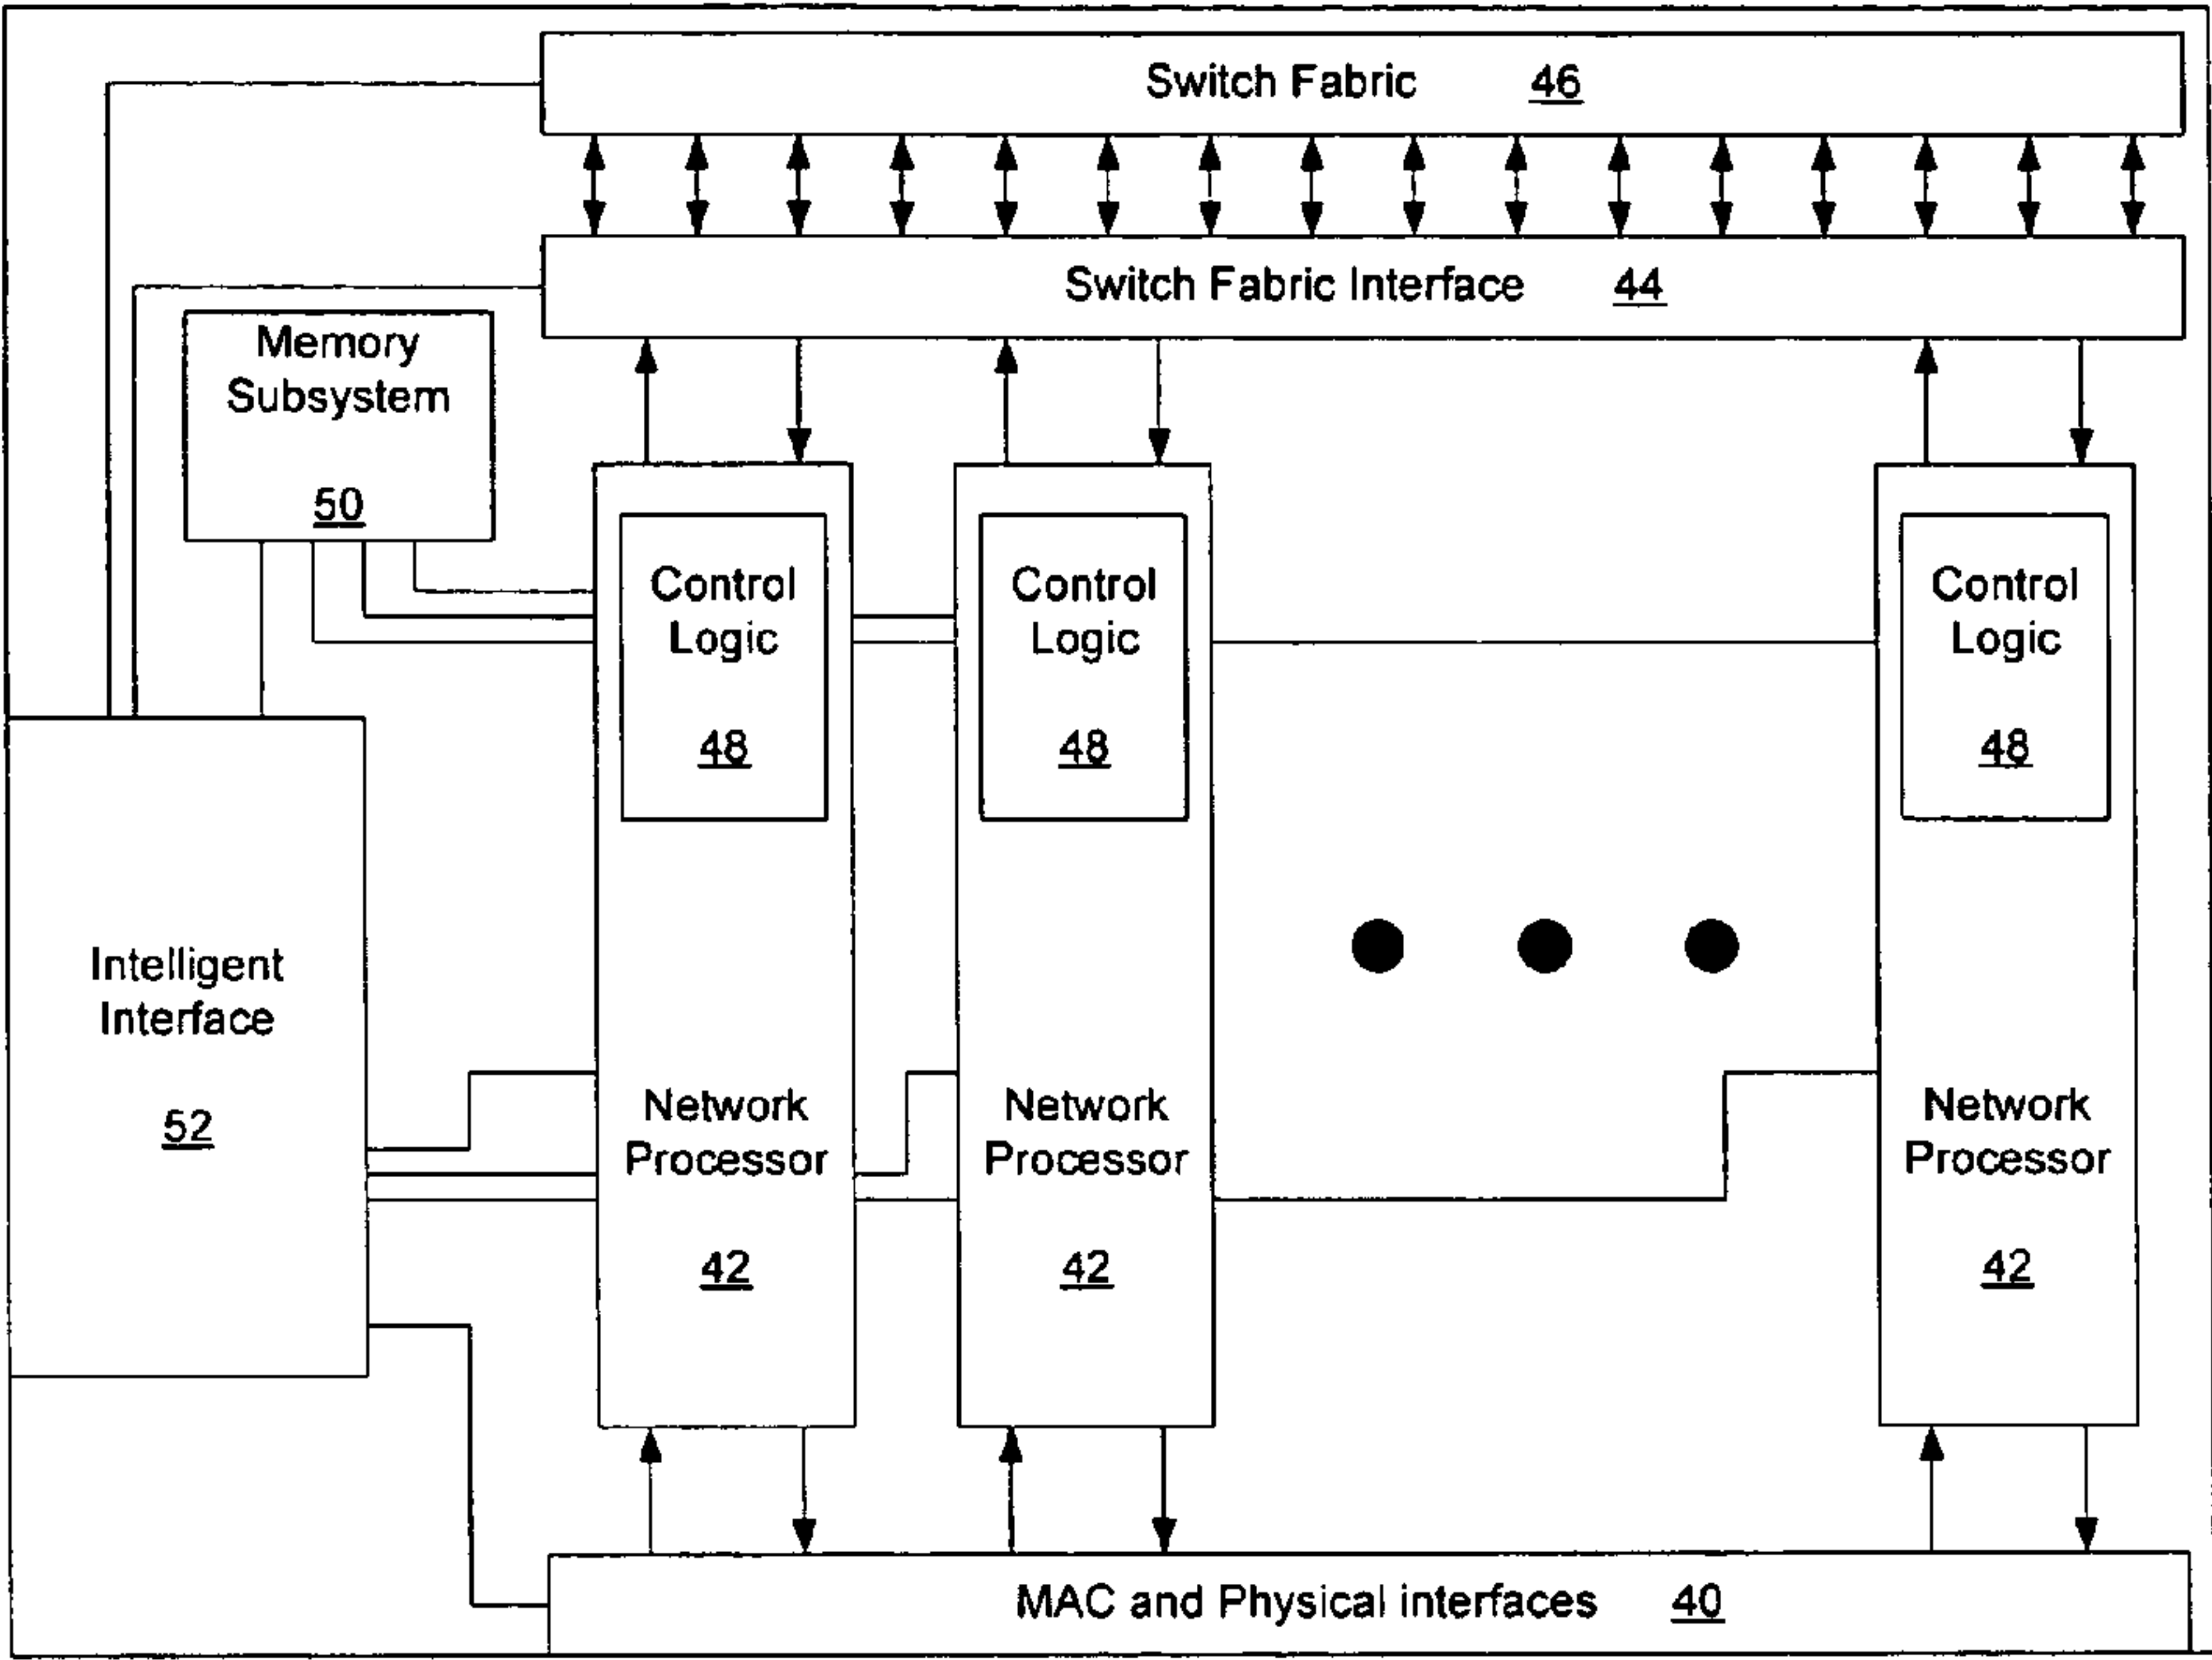 Switch Fabric 46
Switch Fabric Interface 44
Memory
Subsystem
50
Control
Logic
48
Control
Logic
48
Control
Logic
48
Intelligent
Interface
52
Network
Processor
42
Network
Processor
42
Network
Processor
42
MAC and Physical interfaces 40